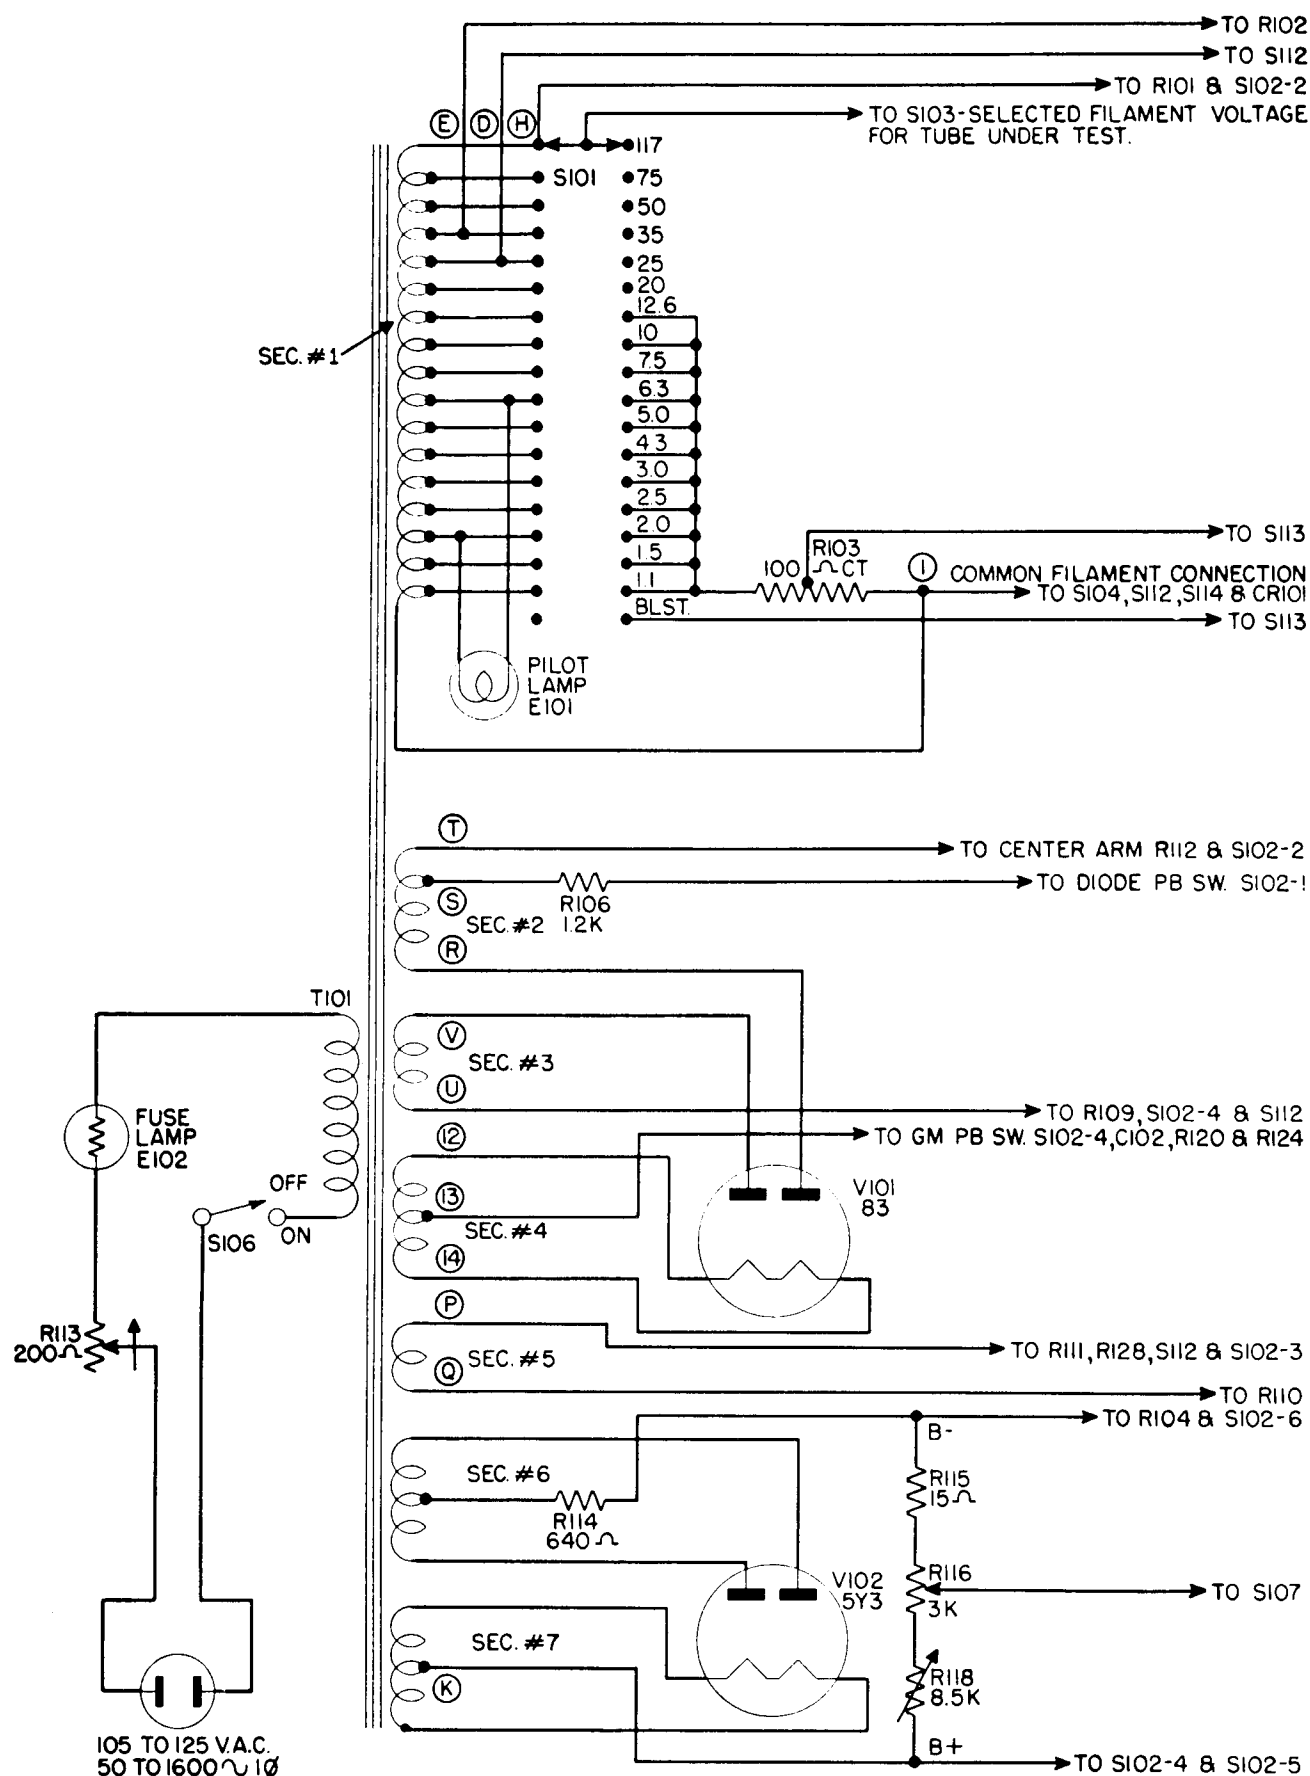 TO R102
TO S112
TO R101 & S102-2
TO S103-SELECTED FILAMENT VOLTAGE
FOR TUBE UNDER TEST.
E D H
117
S101 75
50
35
25
20
12.6
10
SEC. #1
7.5
6.3
5.0
4.3
3.0
2.5
2.0
TO S113
R103
1.5
100 Ω CT
1
COMMON FILAMENT CONNECTION
1.1
TO S104, S112, S114 & CR101
BLST.
TO S113
PILOT
LAMP
E101
T
TO CENTER ARM R112 & S102-2
TO DIODE PB SW. S102-1
S
R106
1.2K
SEC. #2
R
T101
V
SEC. #3
U
TO R109, S102-4 & S112
FUSE
LAMP
E102
12
TO GM PB SW. S102-4, C102, R120 & R124
OFF
13
V101
83
S106
ON
SEC. #4
14
P
R113
200Ω
TO R111, R128, S112 & S102-3
SEC. #5
Q
TO R110
TO R104 & S102-6
B-
SEC. #6
R115
15Ω
R114
640 Ω
V102
5Y3
R116
3K
TO S107
SEC. #7
K
R118
8.5K
105 TO 125 V.A.C.
50 TO 1600 ∿ 1Ø
B+
TO S102-4 & S102-5